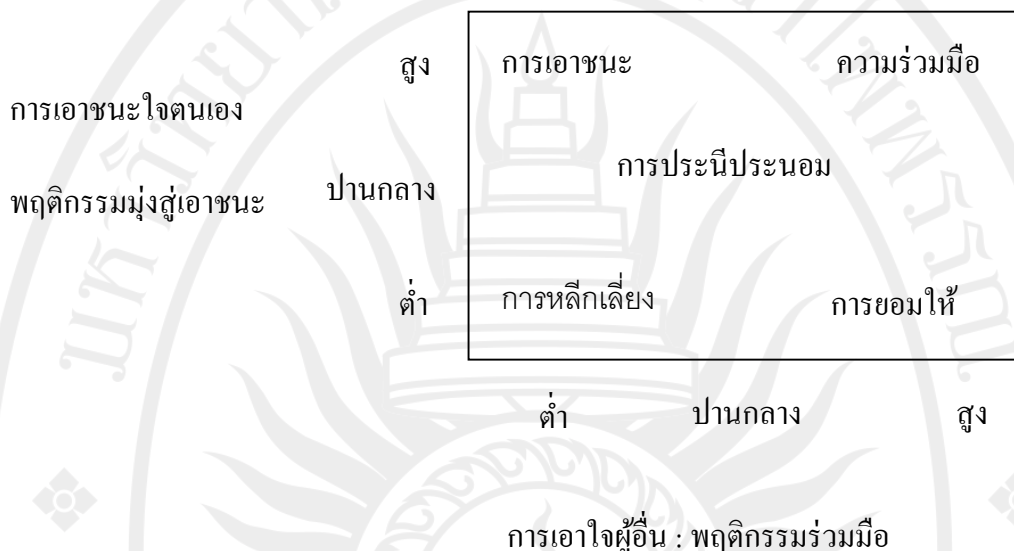 สูง การเอาชนะ ความร่วมมือ
การเอาชนะใจตนเอง
การประนีประนอม
พฤติกรรมมุ่งสู่เอาชนะ ปานกลาง
ต่ำ การหลีกเลี่ยง การยอมให้
ต่ำ ปานกลาง สูง
การเอาใจผู้อื่น : พฤติกรรมร่วมมือ